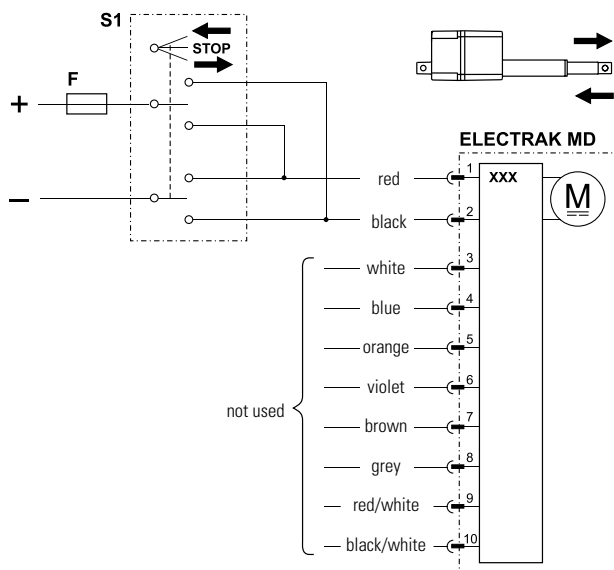 S1
STOP
F
+
–
ELECTRAK MD
XXX
M
red 1
black 2
white 3
blue 4
orange 5
violet 6
not used
brown 7
grey 8
red/white 9
black/white 10